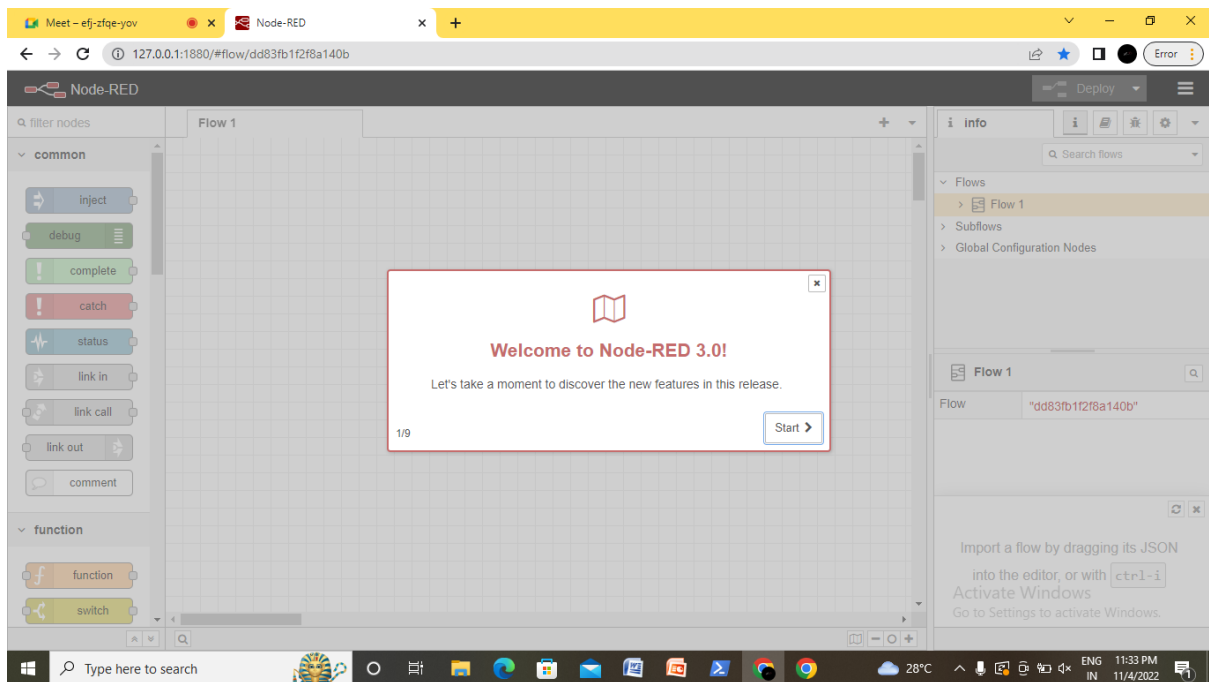 Meet – efj-zfqe-yov
Node-RED
127.0.0.1:1880/#flow/dd83fb1f2f8a140b
Error
Node-RED
Deploy
filter nodes
Flow 1
i info
i
common
Search flows
inject
debug
complete
catch
status
link in
link call
link out
comment
function
function
switch
Flows
Flow 1
Subflows
Global Configuration Nodes
Welcome to Node-RED 3.0!
Let's take a moment to discover the new features in this release.
1/9
Start
Flow 1
Flow "dd83fb1f2f8a140b"
Import a flow by dragging its JSON
into the editor, or with ctrl-i
Activate Windows
Go to Settings to activate Windows.
Type here to search
28°C
ENG
IN
11:33 PM
11/4/2022
1